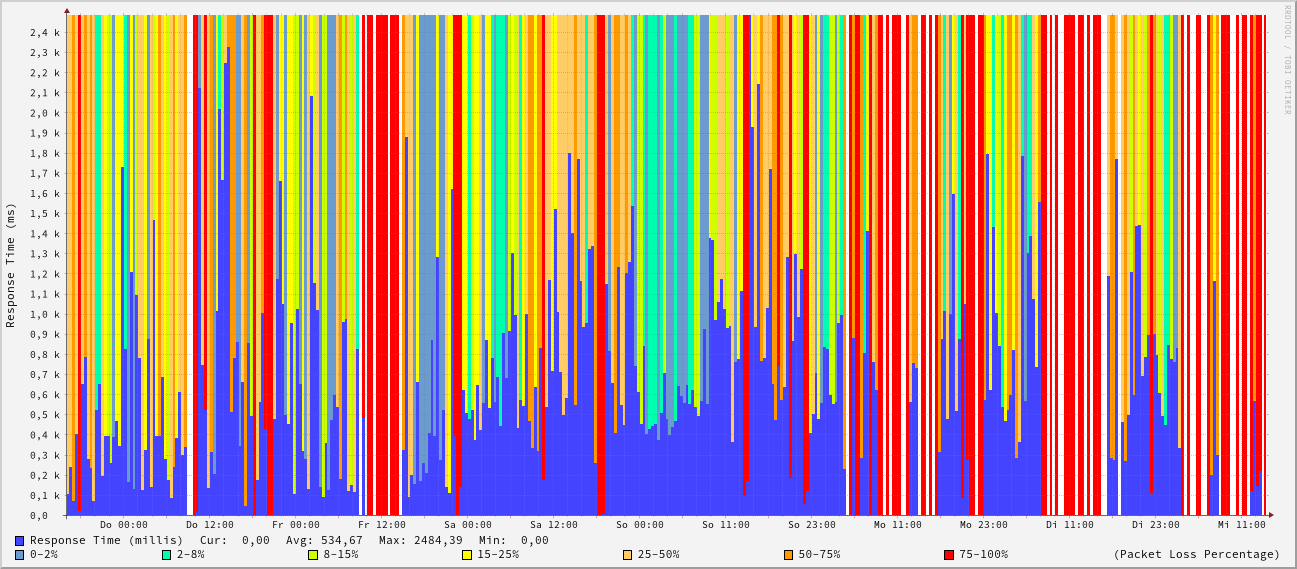 RRDTOOL / TOBI OETIKER
Response Time (ms)
2,4 k
2,3 k
2,2 k
2,1 k
2,0 k
1,9 k
1,8 k
1,7 k
1,6 k
1,5 k
1,4 k
1,3 k
1,2 k
1,1 k
1,0 k
0,9 k
0,8 k
0,7 k
0,6 k
0,5 k
0,4 k
0,3 k
0,2 k
0,1 k
0,0
Do 00:00 Do 12:00 Fr 00:00 Fr 12:00 Sa 00:00 Sa 12:00 So 00:00 So 11:00 So 23:00 Mo 11:00 Mo 23:00 Di 11:00 Di 23:00 Mi 11:00
Response Time (millis) Cur: 0,00 Avg: 534,67 Max: 2484,39 Min: 0,00
0-2% 2-8% 8-15% 15-25% 25-50% 50-75% 75-100% (Packet Loss Percentage)